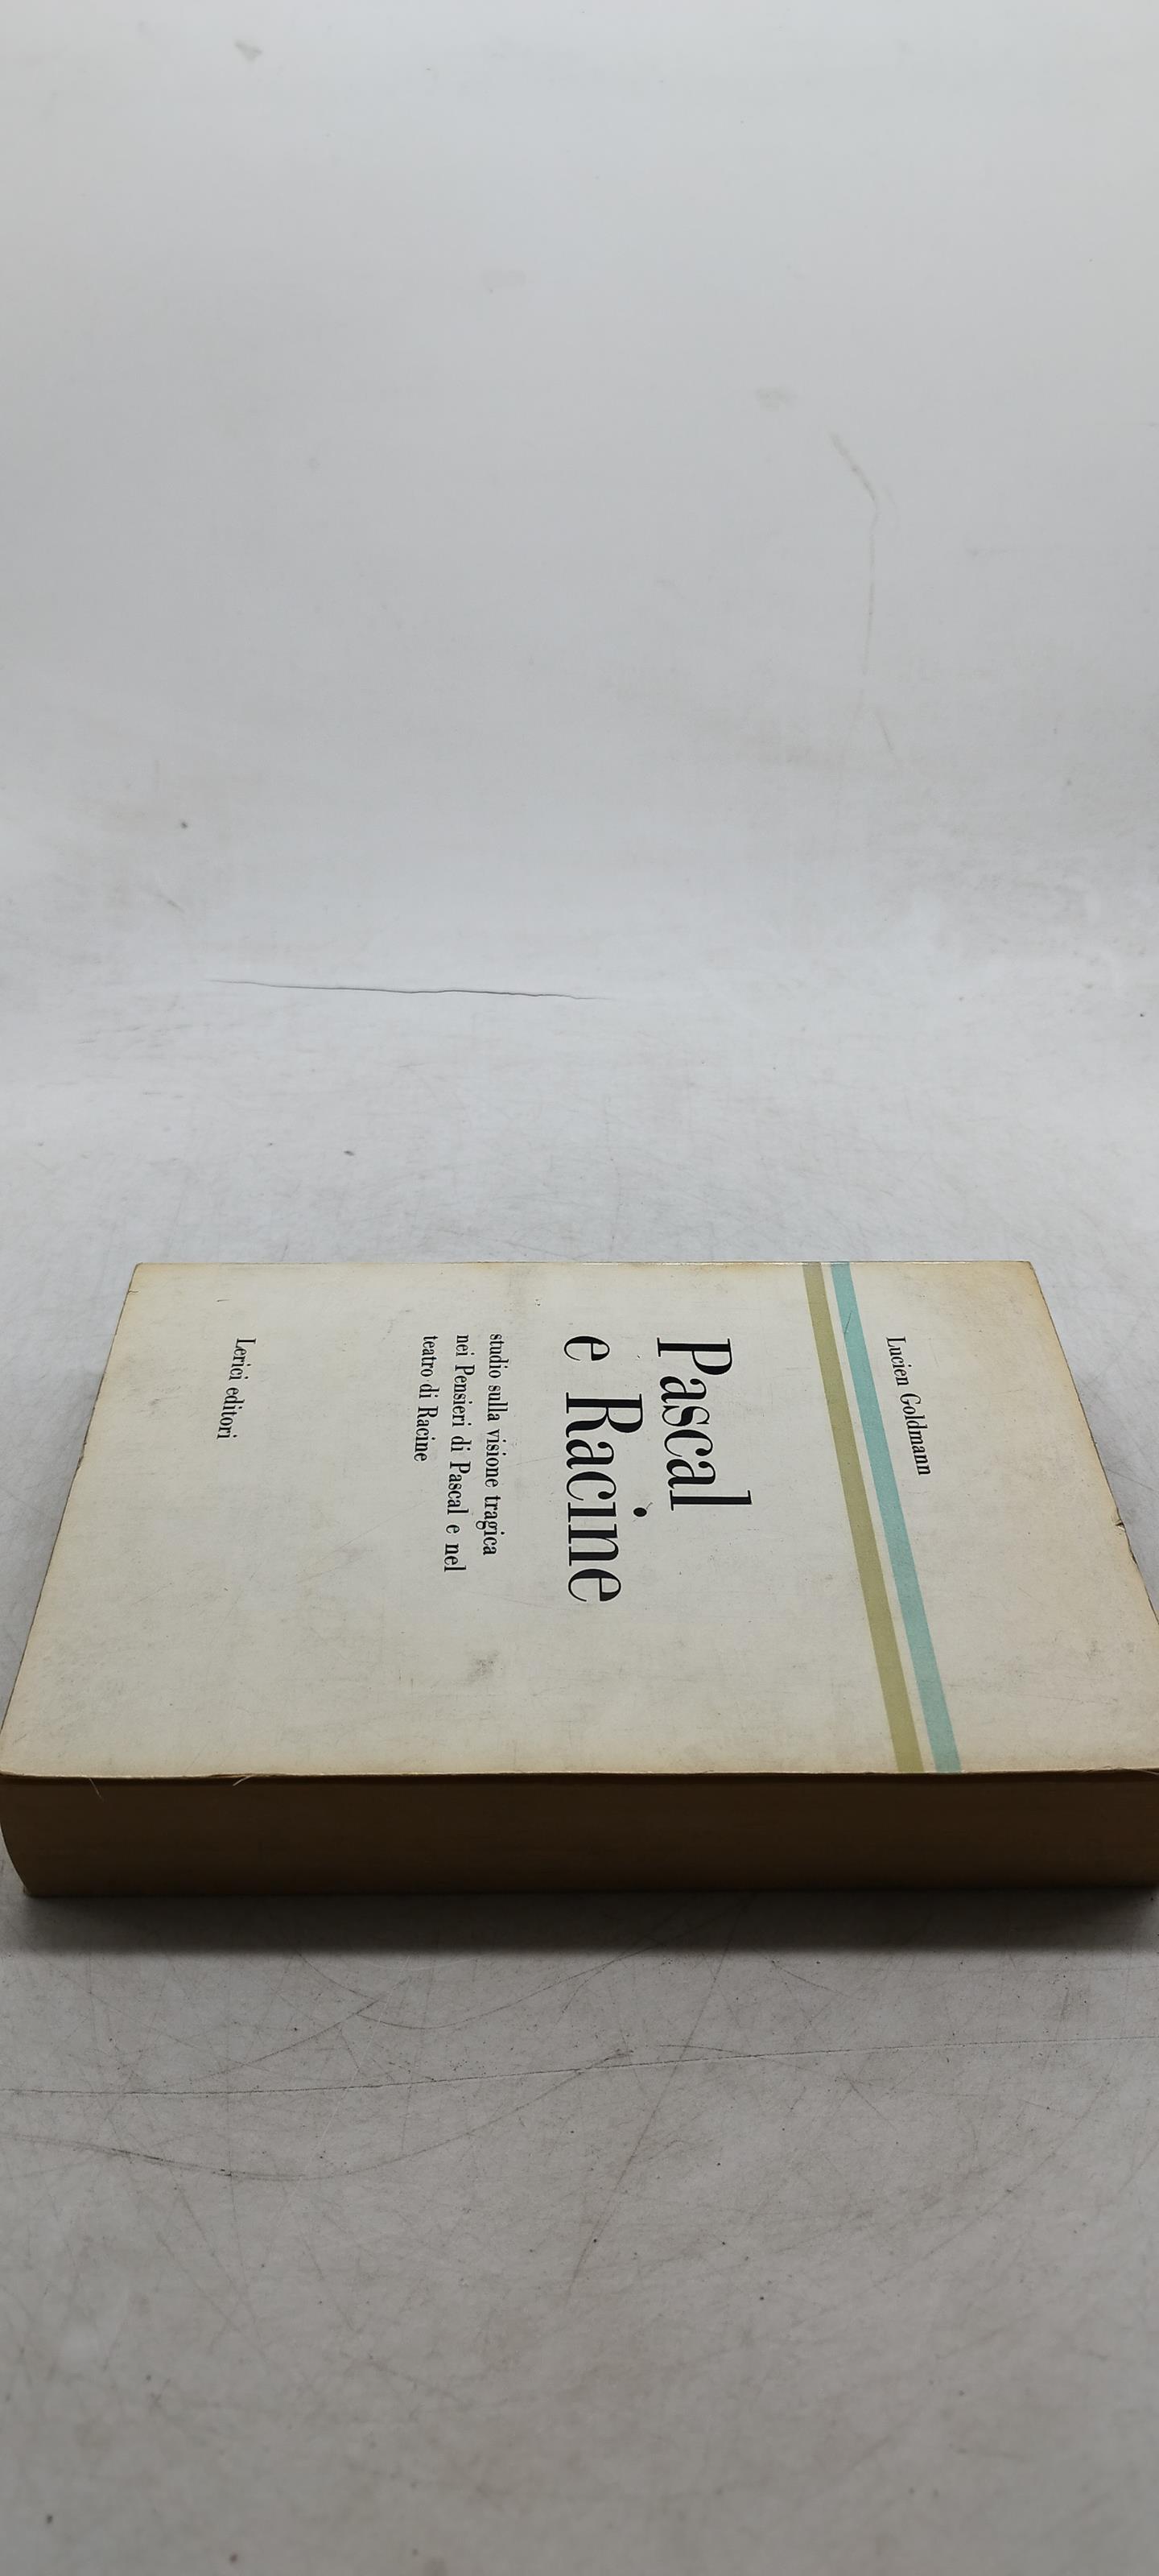 Lucien Goldmann
Pascal
e Racine
studio sulla visione tragica
nei Pensieri di Pascal e nel
teatro di Racine
Lerici editori